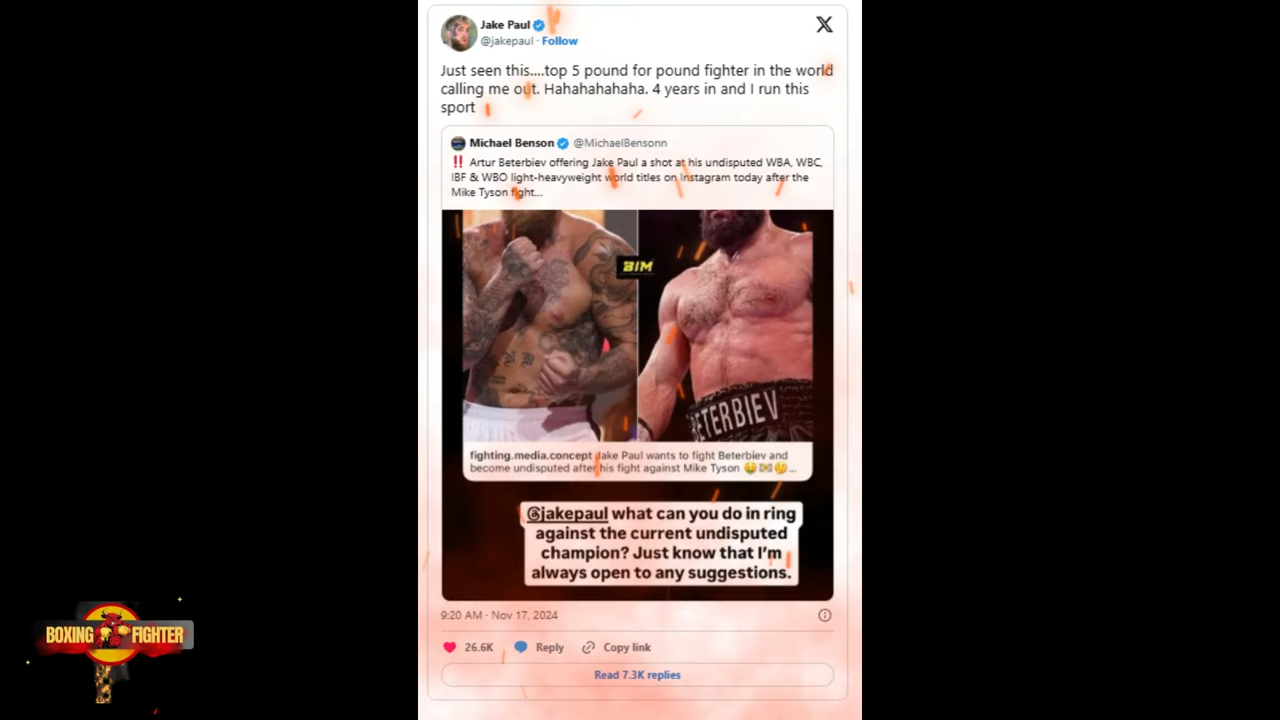 Jake Paul
@jakepaul · Follow
X
Just seen this....top 5 pound for pound fighter in the world
calling me out. Hahahahahaha. 4 years in and I run this
sport
Michael Benson @MichaelBensonn
‼️ Artur Beterbiev offering Jake Paul a shot at his undisputed WBA, WBC,
IBF & WBO light-heavyweight world titles on Instagram today after the
Mike Tyson fight...
BIM
BETERBIEV
fighting.media.concept Jake Paul wants to fight Beterbiev and
become undisputed after his fight against Mike Tyson 🤑💵🥳...
@jakepaul what can you do in ring
against the current undisputed
champion? Just know that I'm
always open to any suggestions.
9:20 AM · Nov 17, 2024
26.6K Reply Copy link
Read 7.3K replies
BOXING FIGHTER